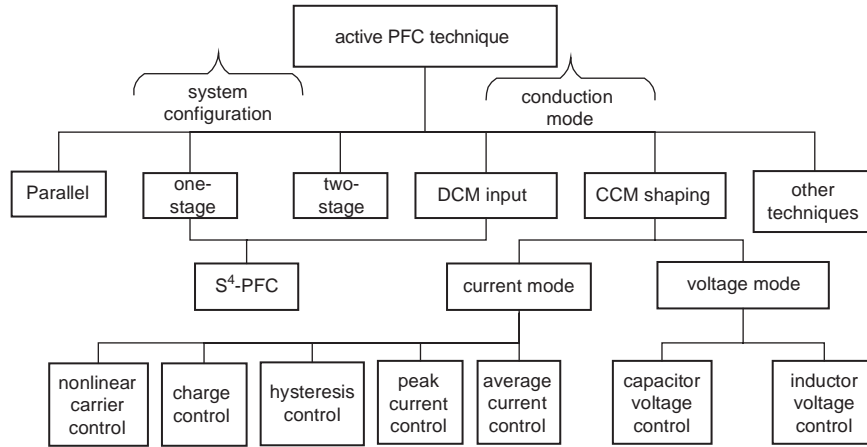 active PFC technique
system
configuration
conduction
mode
Parallel
one-
stage
two-
stage
DCM input
CCM shaping
other
techniques
S⁴-PFC
current mode
voltage mode
nonlinear
carrier
control
charge
control
hysteresis
control
peak
current
control
average
current
control
capacitor
voltage
control
inductor
voltage
control